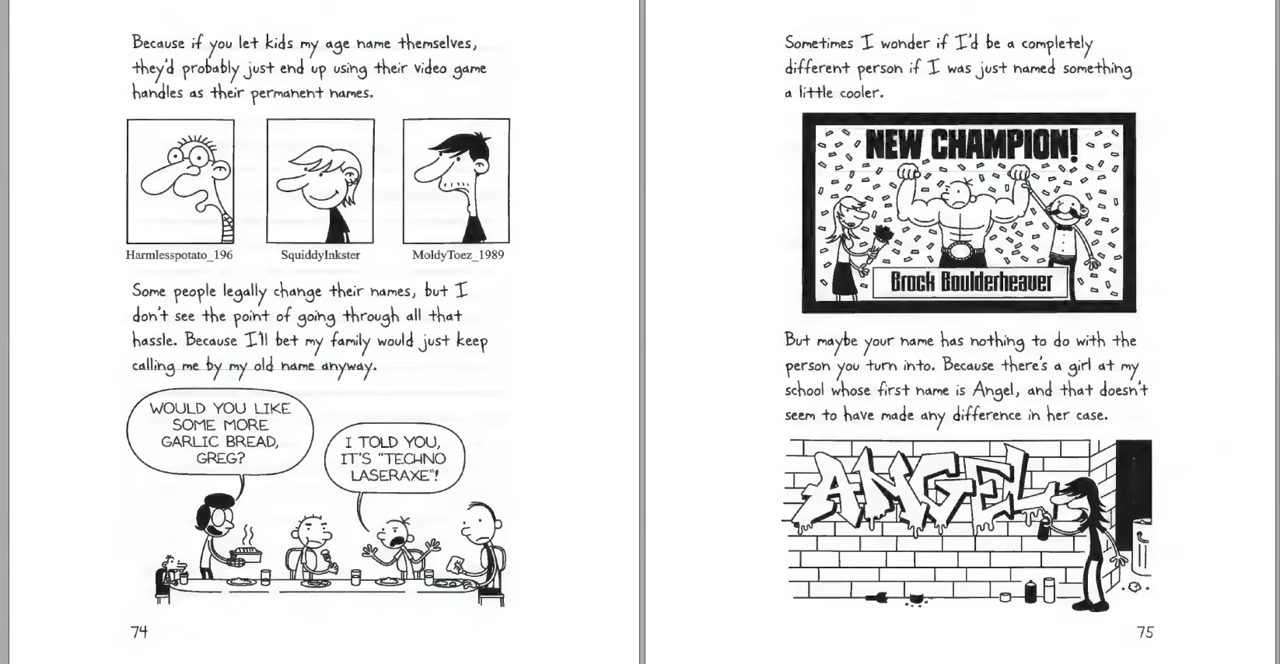 Because if you let kids my age name themselves,
they'd probably just end up using their video game
handles as their permanent names.
Harmlesspotato_196
SquiddyInkster
MoldyToez_1989
Some people legally change their names, but I
don't see the point of going through all that
hassle. Because I'll bet my family would just keep
calling me by my old name anyway.
WOULD YOU LIKE
SOME MORE
GARLIC BREAD,
GREG?
I TOLD YOU,
IT'S "TECHNO
LASERAXE"!
74
Sometimes I wonder if I'd be a completely
different person if I was just named something
a little cooler.
NEW CHAMPION!
Brock Boulderheaver
But maybe your name has nothing to do with the
person you turn into. Because there's a girl at my
school whose first name is Angel, and that doesn't
seem to have made any difference in her case.
ANGEL
75